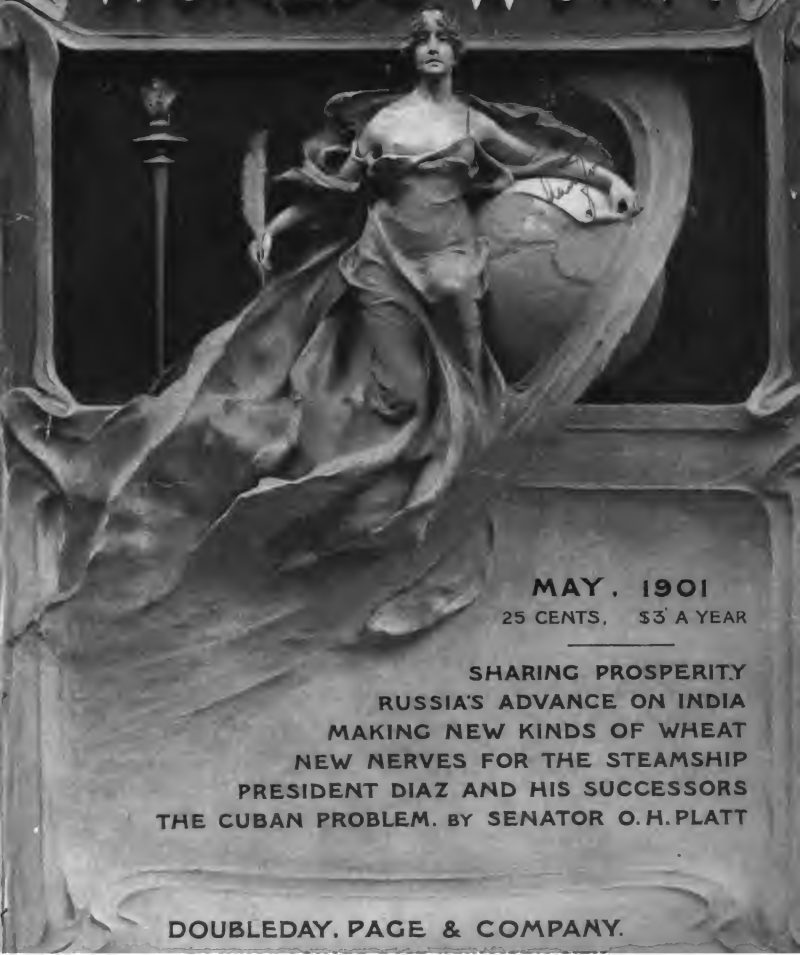 MAY, 1901
25 CENTS, $3 A YEAR
SHARING PROSPERITY
RUSSIA'S ADVANCE ON INDIA
MAKING NEW KINDS OF WHEAT
NEW NERVES FOR THE STEAMSHIP
PRESIDENT DIAZ AND HIS SUCCESSORS
THE CUBAN PROBLEM. BY SENATOR O.H. PLATT
DOUBLEDAY, PAGE & COMPANY.